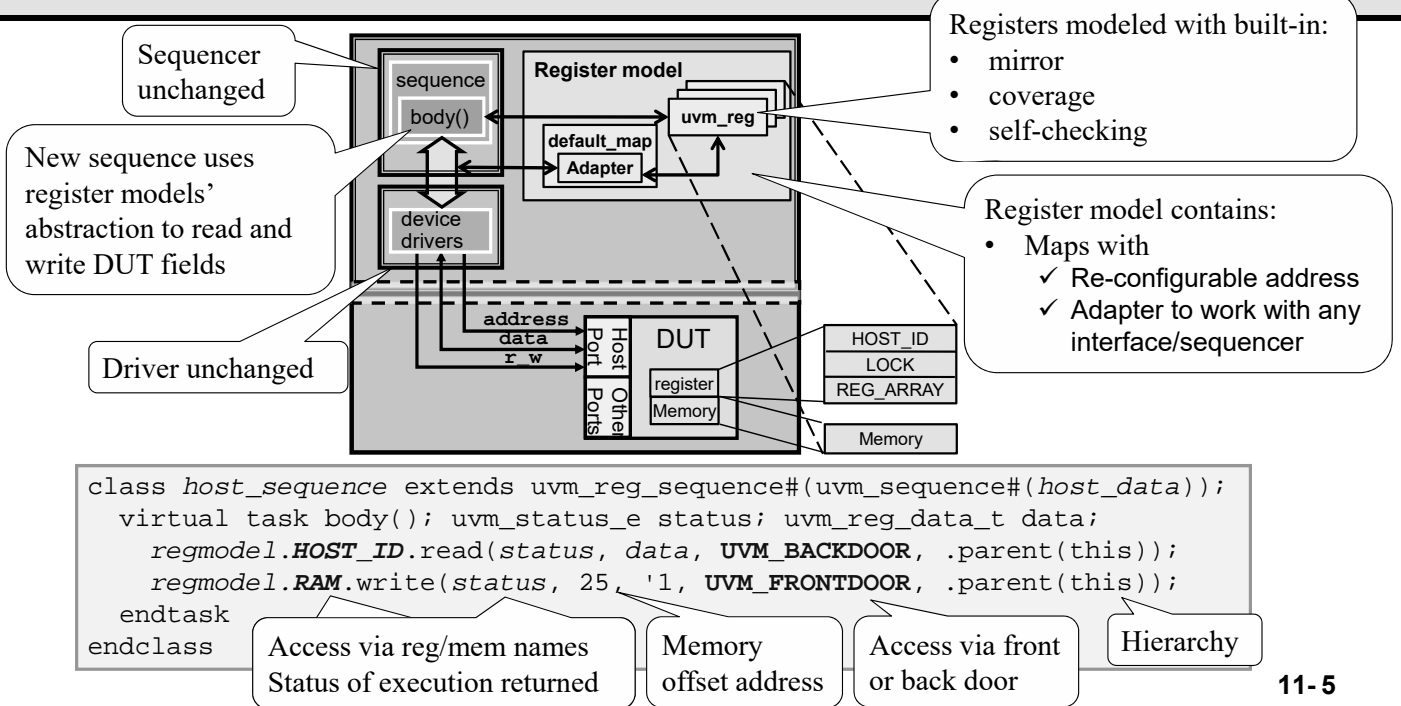 Sequencer
unchanged
New sequence uses
register models’
abstraction to read and
write DUT fields
Driver unchanged
sequence
body()
device
drivers
Register model
uvm_reg
default_map
Adapter
Registers modeled with built-in:
• mirror
• coverage
• self-checking
Register model contains:
• Maps with
✓ Re-configurable address
✓ Adapter to work with any
interface/sequencer
address
data
r_w
Host
Port
Other
Ports
DUT
register
Memory
HOST_ID
LOCK
REG_ARRAY
Memory
class host_sequence extends uvm_reg_sequence#(uvm_sequence#(host_data));
virtual task body(); uvm_status_e status; uvm_reg_data_t data;
regmodel.HOST_ID.read(status, data, UVM_BACKDOOR, .parent(this));
regmodel.RAM.write(status, 25, '1, UVM_FRONTDOOR, .parent(this));
endtask
endclass
Access via reg/mem names
Status of execution returned
Memory
offset address
Access via front
or back door
Hierarchy
11- 5